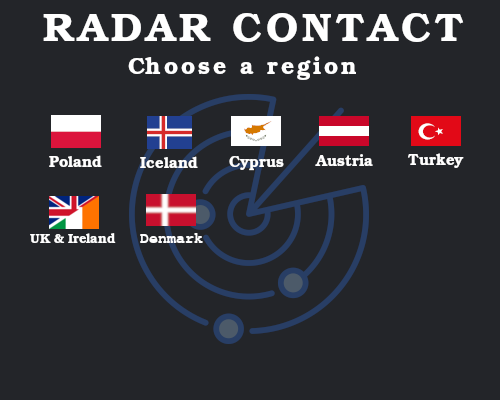 RADAR CONTACT
Choose a region
Poland Iceland Cyprus Austria Turkey
UK & Ireland Denmark